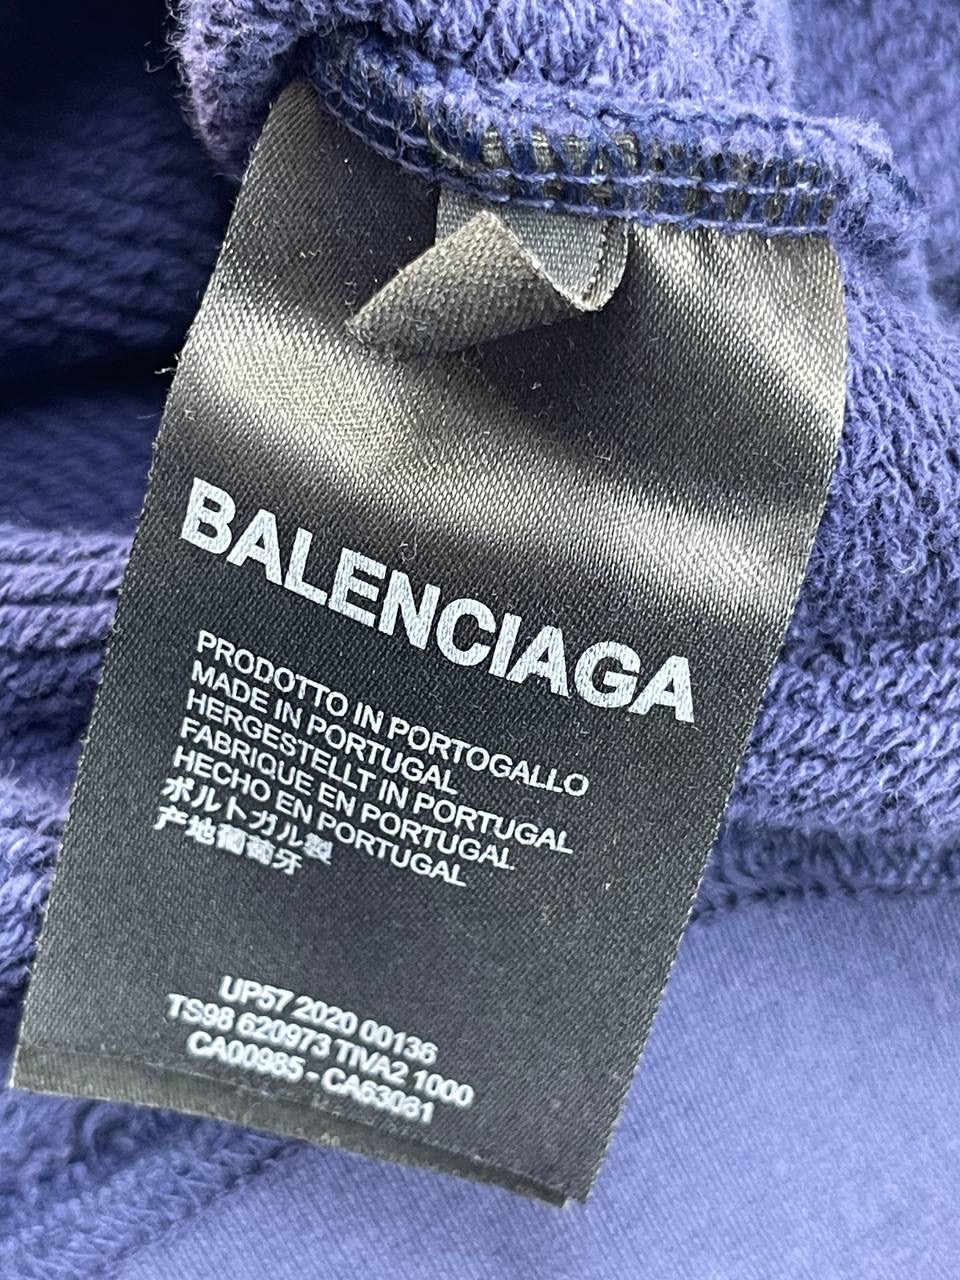 BALENCIAGA
PRODOTTO IN PORTOGALLO
MADE IN PORTUGAL
HERGESTELLT IN PORTUGAL
FABRIQUE EN PORTUGAL
HECHO EN PORTUGAL
ポルトガル製
产地葡萄牙
UP57 2020 00136
TS98 620973 TIVA2 1000
CA00985 - CA63081